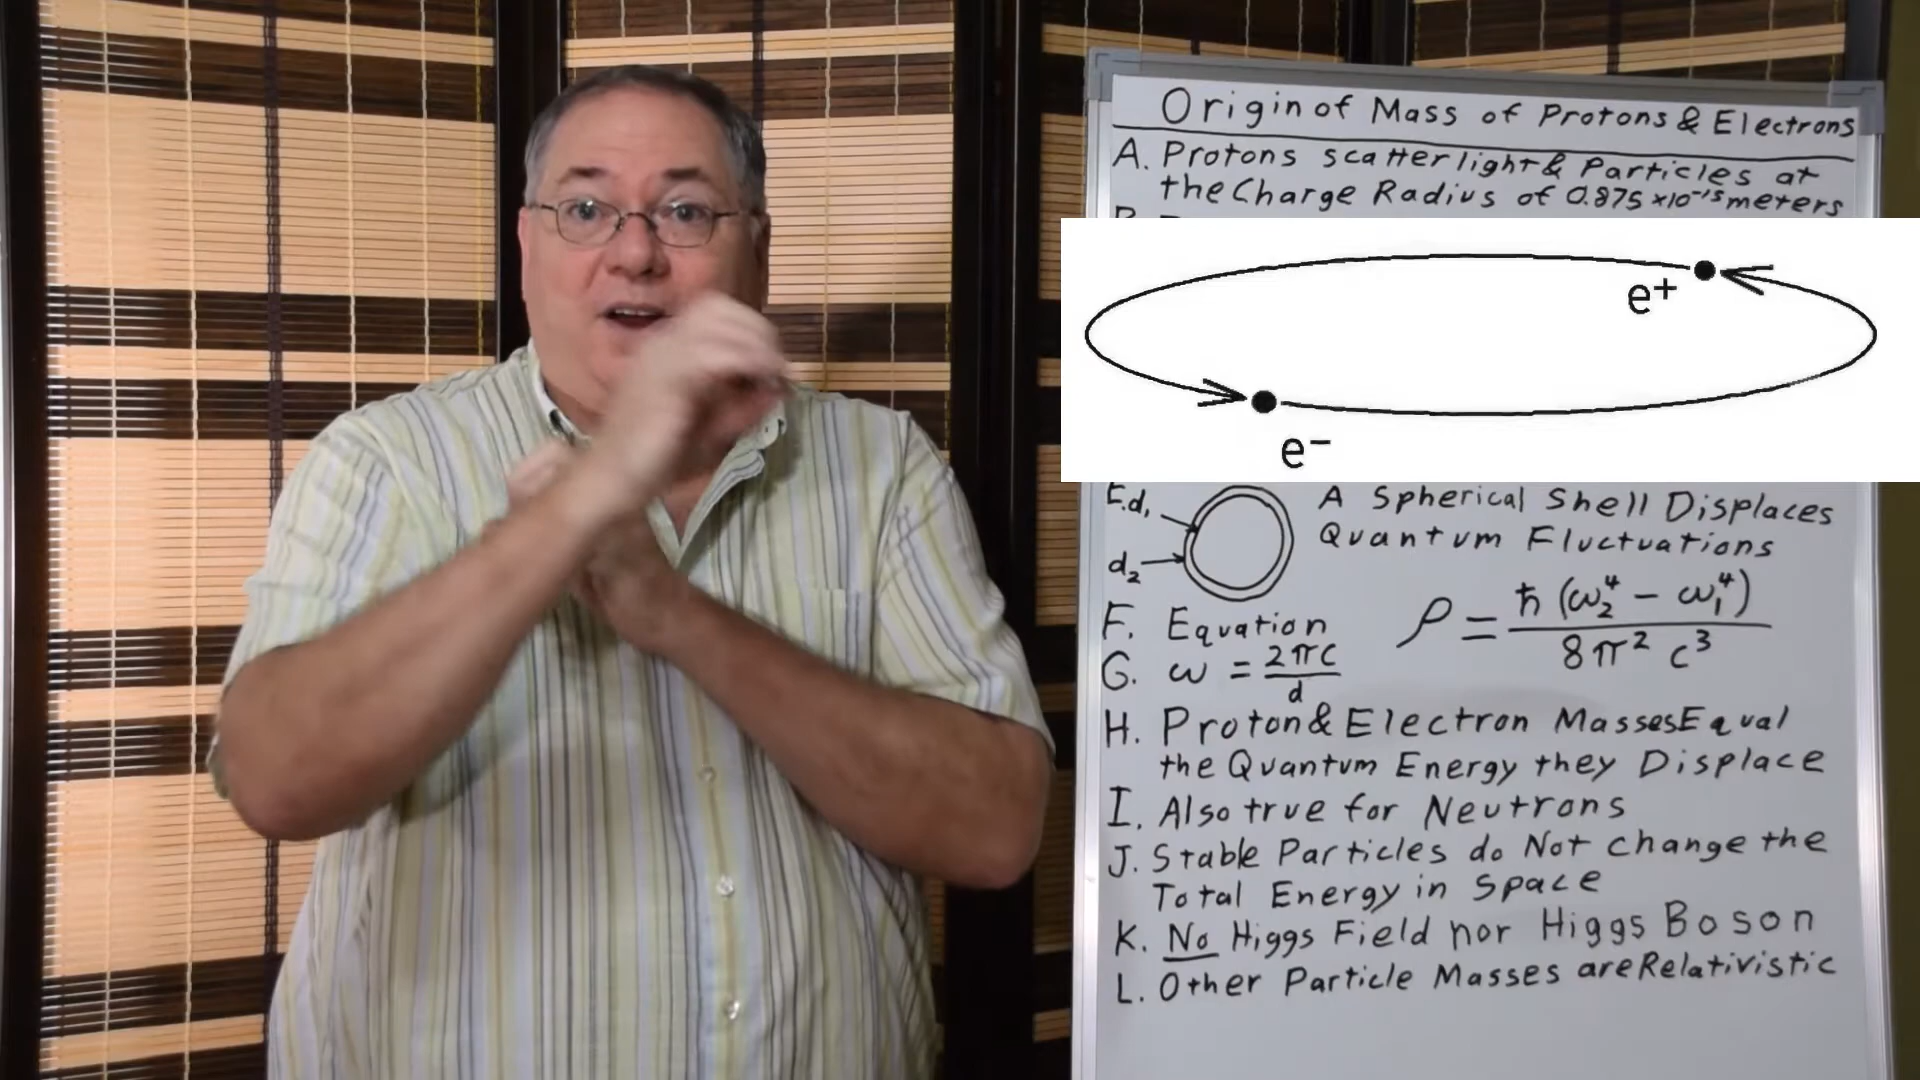 Origin of Mass of Protons & Electrons
A. Protons scatter light & Particles at
the Charge Radius of 0.875 x10⁻¹⁵ meters
e+
e−
E. d₁
A Spherical Shell Displaces
Quantum Fluctuations
d₂
F. Equation
ρ = ħ (ω₂⁴ − ω₁⁴) / 8π² c³
G. ω = 2πc / d
H. Proton & Electron Masses Equal
the Quantum Energy they Displace
I. Also true for Neutrons
J. Stable Particles do Not change the
Total Energy in Space
K. No Higgs Field nor Higgs Boson
L. Other Particle Masses are Relativistic